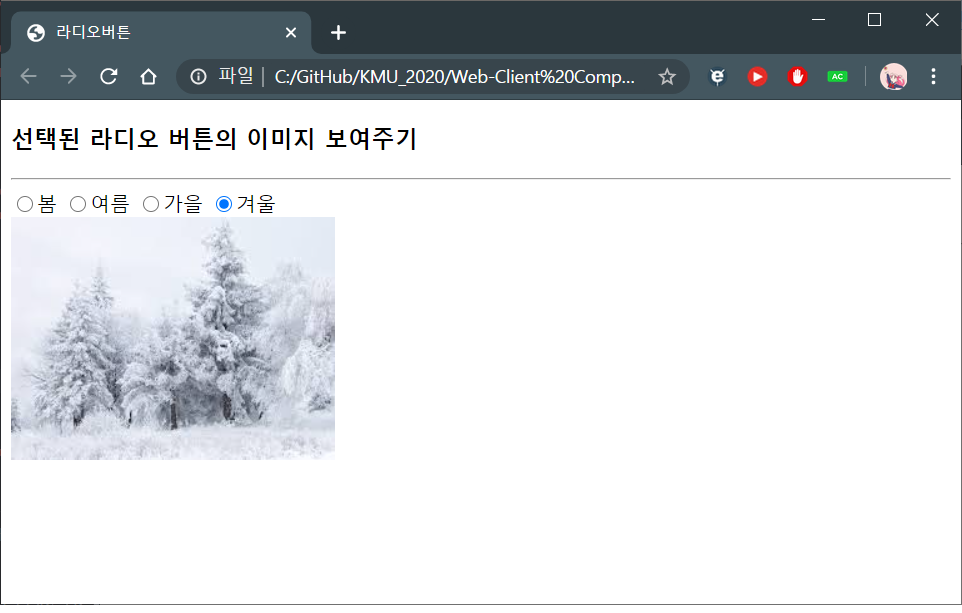 라디오버튼
파일 | C:/GitHub/KMU_2020/Web-Client%20Comp...
AC
선택된 라디오 버튼의 이미지 보여주기
봄 여름 가을 겨울